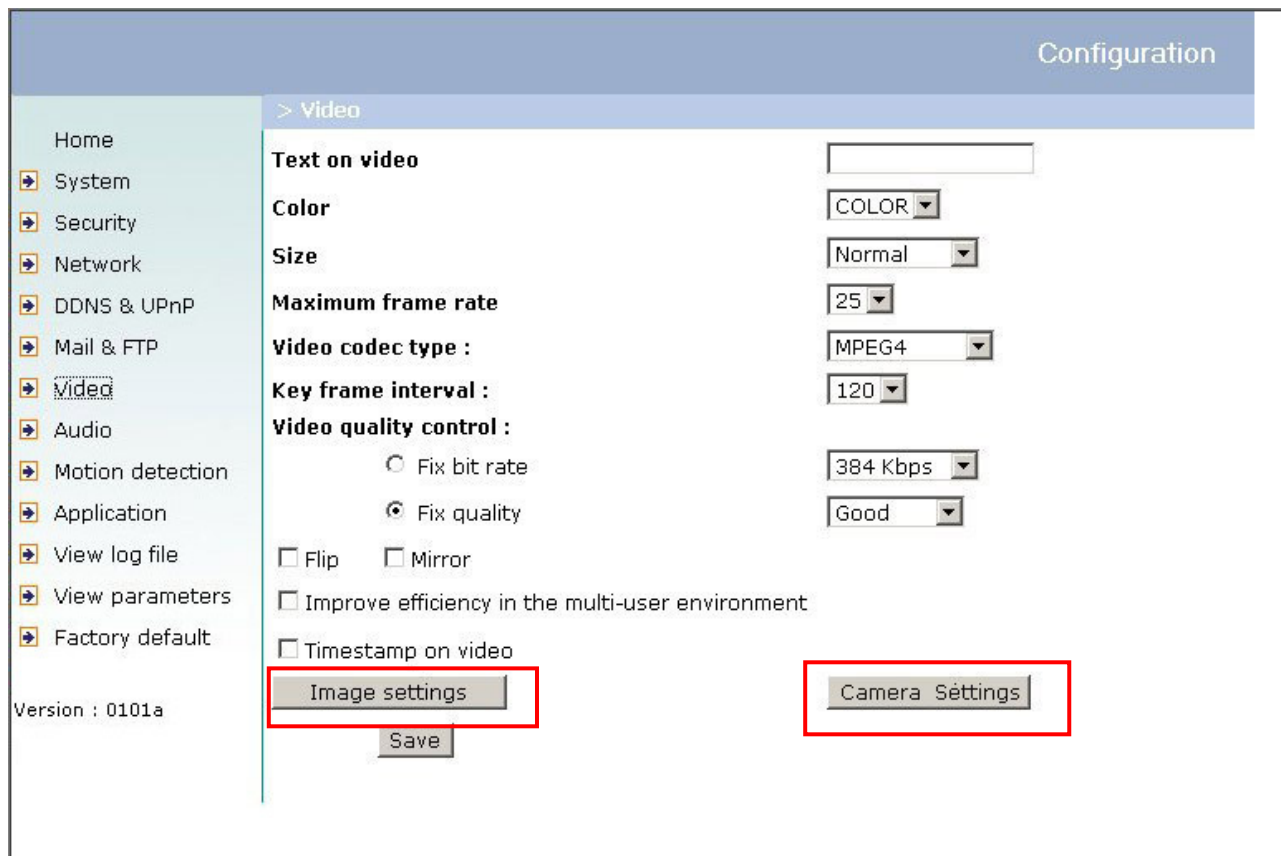 Configuration
> Video
Home
System
Security
Network
DDNS & UPnP
Mail & FTP
Video
Audio
Motion detection
Application
View log file
View parameters
Factory default
Version : 0101a
Text on video
Color COLOR
Size Normal
Maximum frame rate 25
Video codec type : MPEG4
Key frame interval : 120
Video quality control :
Fix bit rate 384 Kbps
Fix quality Good
Flip Mirror
Improve efficiency in the multi-user environment
Timestamp on video
Image settings Camera Settings
Save